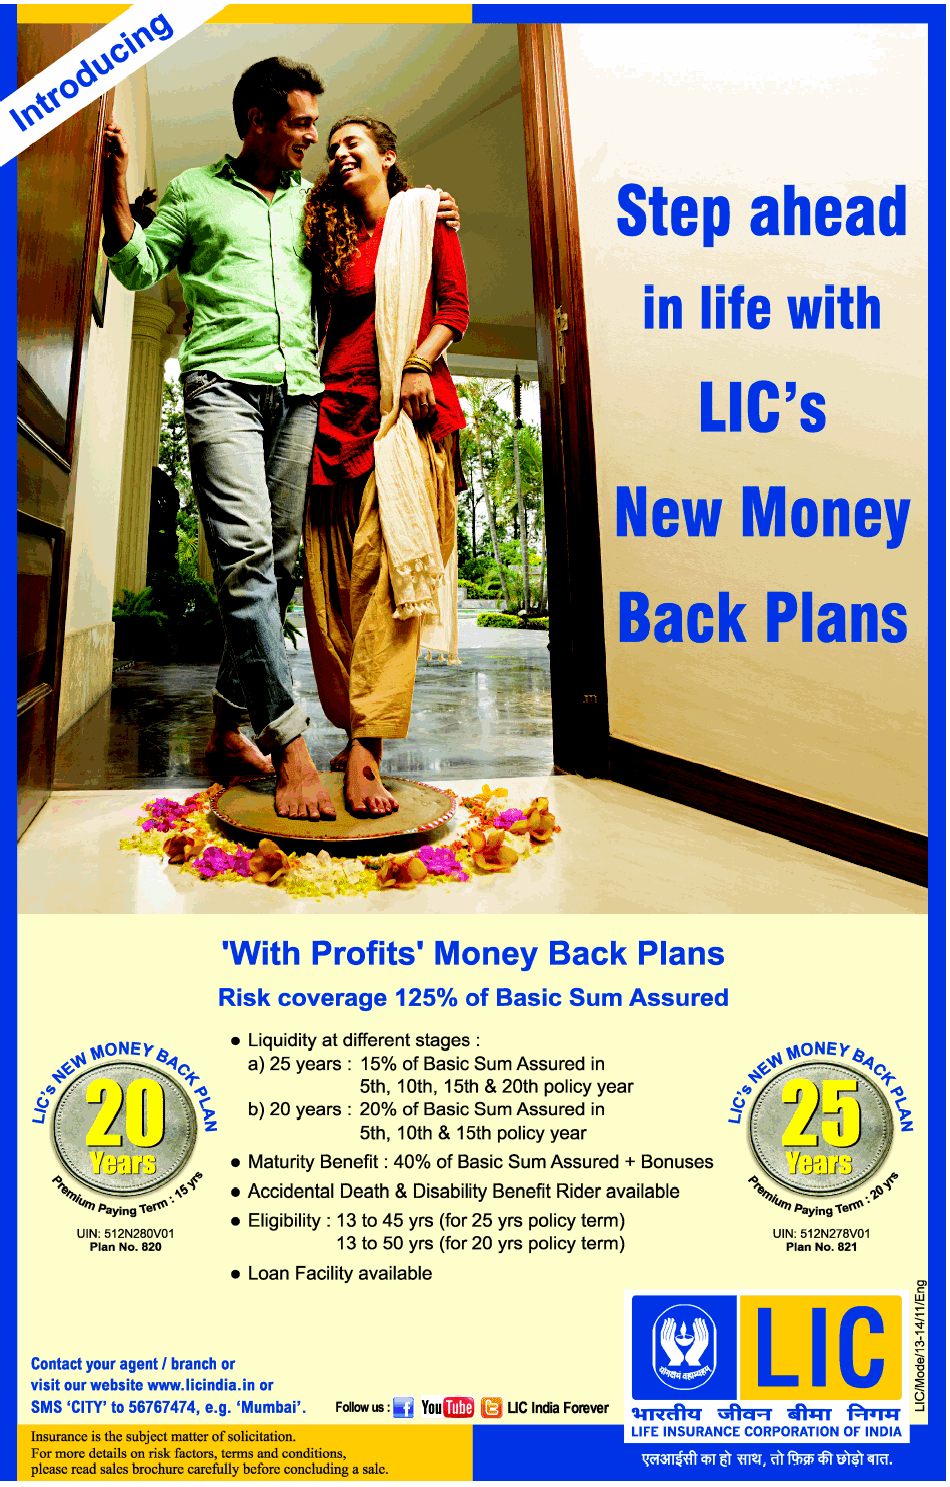 Introducing
Step ahead
in life with
LIC's
New Money
Back Plans
'With Profits' Money Back Plans
Risk coverage 125% of Basic Sum Assured
LIC's NEW MONEY BACK PLAN
20
Years
Premium Paying Term : 15 yrs
UIN: 512N280V01
Plan No. 820
● Liquidity at different stages :
a) 25 years : 15% of Basic Sum Assured in
5th, 10th, 15th & 20th policy year
b) 20 years : 20% of Basic Sum Assured in
5th, 10th & 15th policy year
● Maturity Benefit : 40% of Basic Sum Assured + Bonuses
● Accidental Death & Disability Benefit Rider available
● Eligibility : 13 to 45 yrs (for 25 yrs policy term)
13 to 50 yrs (for 20 yrs policy term)
● Loan Facility available
LIC's NEW MONEY BACK PLAN
25
Years
Premium Paying Term : 20 yrs
UIN: 512N278V01
Plan No. 821
LIC/Mode/13-14/11/Eng
Contact your agent / branch or
visit our website www.licindia.in or
SMS 'CITY' to 56767474, e.g. 'Mumbai'.
Follow us : f YouTube LIC India Forever
योगक्षेमं वहाम्यहम्
LIC
भारतीय जीवन बीमा निगम
LIFE INSURANCE CORPORATION OF INDIA
Insurance is the subject matter of solicitation.
For more details on risk factors, terms and conditions,
please read sales brochure carefully before concluding a sale.
एलआईसी का हो साथ, तो फ़िक्र की छोड़ो बात.